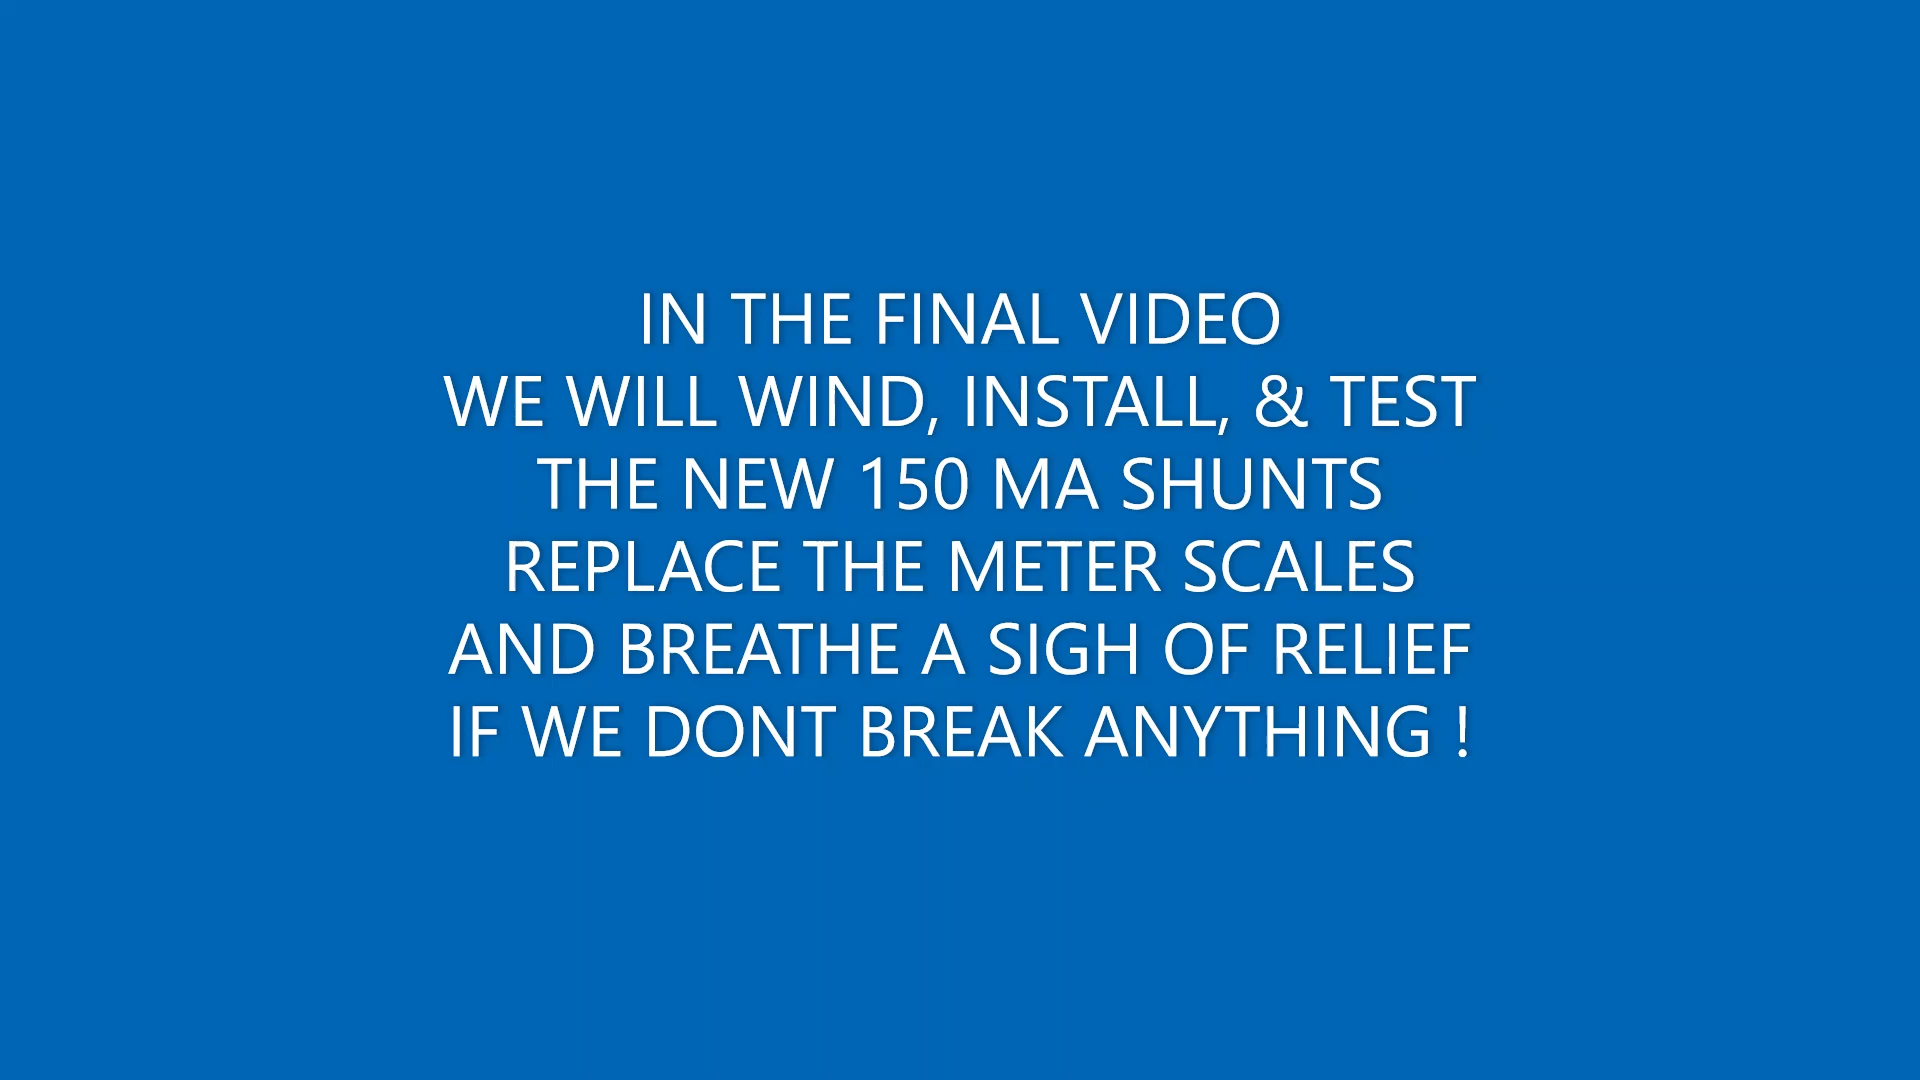 IN THE FINAL VIDEO
WE WILL WIND, INSTALL, & TEST
THE NEW 150 MA SHUNTS
REPLACE THE METER SCALES
AND BREATHE A SIGH OF RELIEF
IF WE DONT BREAK ANYTHING !